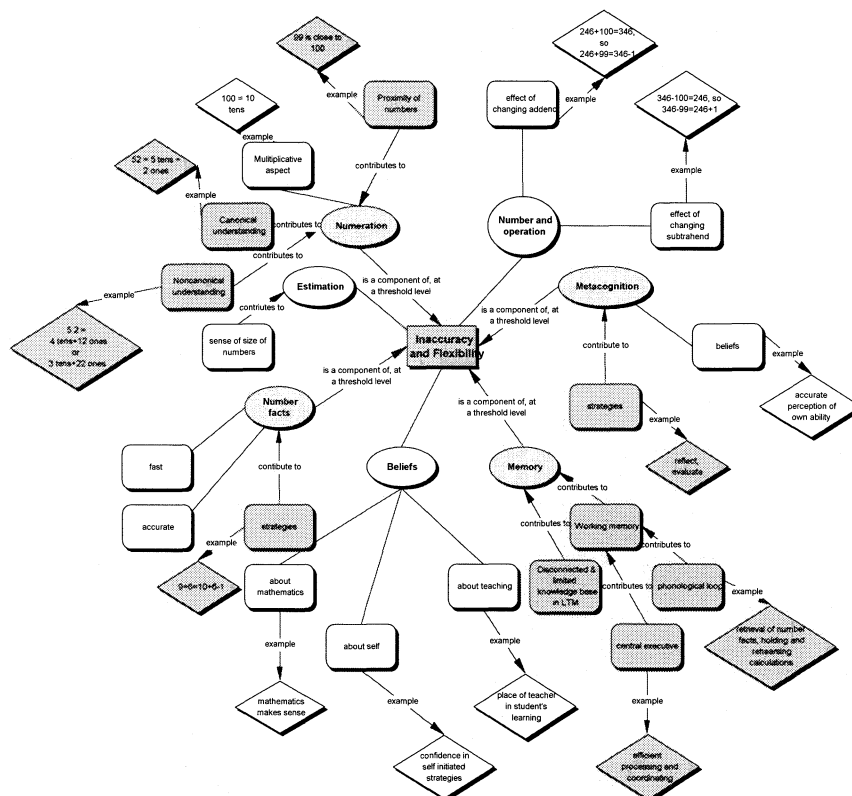 99 is close to
100
246+100=346,
so
246+99=346-1
100 = 10
tens
example
Proximity of
numbers
effect of
changing addend
example
346-100=246, so
346-99=246+1
example
Mulitiplicative
aspect
contributes to
52 = 5 tens +
2 ones
example
example
Canonical
understanding
contributes to
Numeration
Number and
operation
effect of
changing
subtrahend
contributes to
Noncanonical
understanding
example
Estimation
is a component of, at
a threshold level
Metacognition
is a component of, at
a threshold level
contriutes to
sense of size of
numbers
5 2 =
4 tens+12 ones
or
3 tens+22 ones
Inaccuracy
and Flexibility
contribute to
beliefs
example
is a component of, at
a threshold level
Number
facts
is a component of, at
a threshold level
strategies
accurate
perception of
own ability
example
fast
contibute to
Beliefs
Memory
reflect,
evaluate
contributes to
accurate
strategies
contributes to
Working memory
example
contributes to
9+6=10+6-1
about
mathematics
about teaching
Disconnected &
limited
knowledge base
in LTM
contributes to
phonological loop
example
about self
central executive
retrieval of number
facts, holding and
rehearsing
calculations
example
example
mathematics
makes sense
example
place of teacher
in student's
learning
example
confidence in
self initiated
strategies
efficient
processing and
coordinating